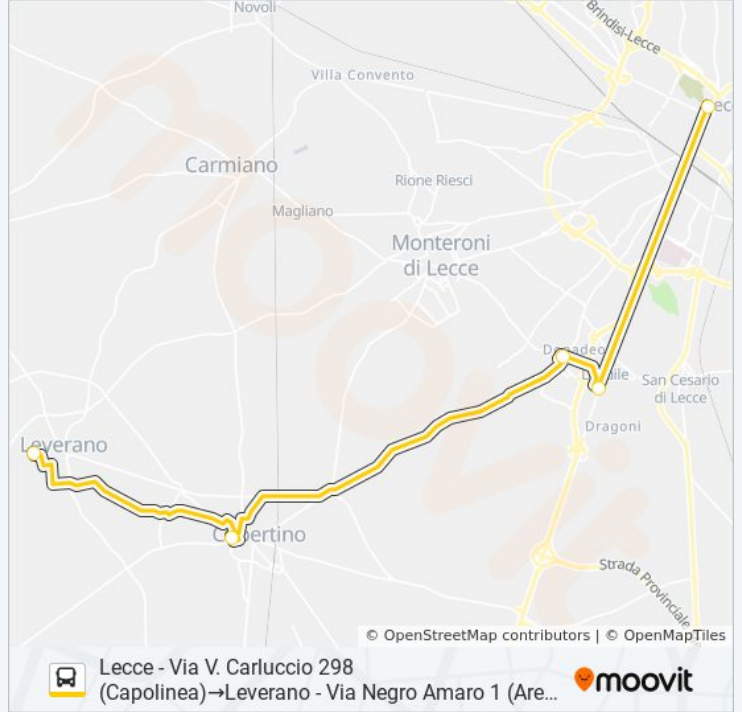 Novoli
Brindisi-Lecce
Villa Convento
Carmiano
Rione Riesci
Magliano
Monteroni
di Lecce
San Cesario
di Lecce
Dragoni
Leverano
Strada Provinciale
© OpenStreetMap contributors | © OpenMapTiles
Lecce - Via V. Carluccio 298
(Capolinea)→Leverano - Via Negro Amaro 1 (Are...
moovit